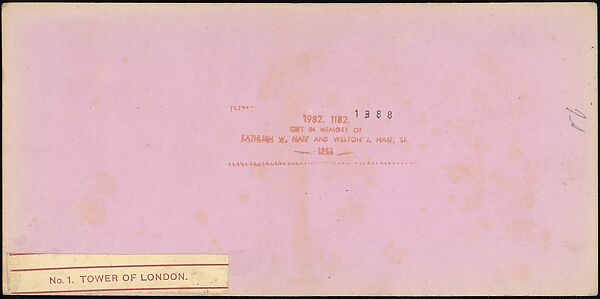 1982. 1182. 1388
GIFT IN MEMORY OF
KATHLEEN W. NAEF AND WESTON J. NAEF, SR.
1982
No. 1. TOWER OF LONDON.